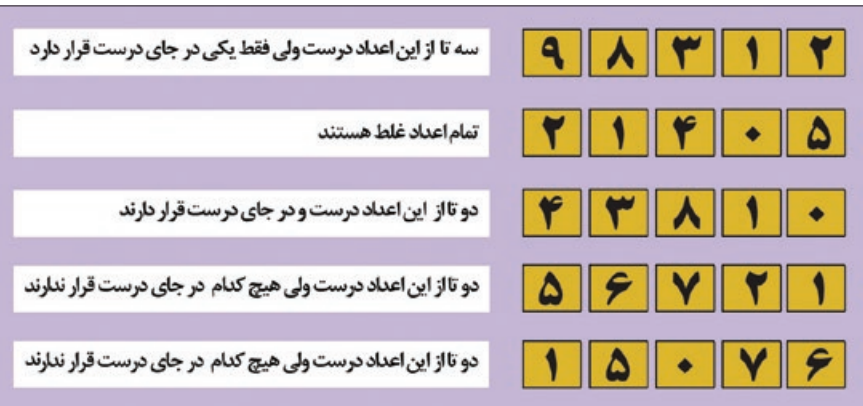 سه تا از این اعداد درست ولی فقط یکی در جای درست قرار دارد
۹ ۸ ۳ ۱ ۲
تمام اعداد غلط هستند
۲ ۱ ۴ ۰ ۵
دو تا از این اعداد درست و در جای درست قرار دارند
۴ ۳ ۸ ۱ ۰
دو تا از این اعداد درست ولی هیچ کدام در جای درست قرار ندارند
۵ ۶ ۷ ۲ ۱
دو تا از این اعداد درست ولی هیچ کدام در جای درست قرار ندارند
۱ ۵ ۰ ۷ ۶